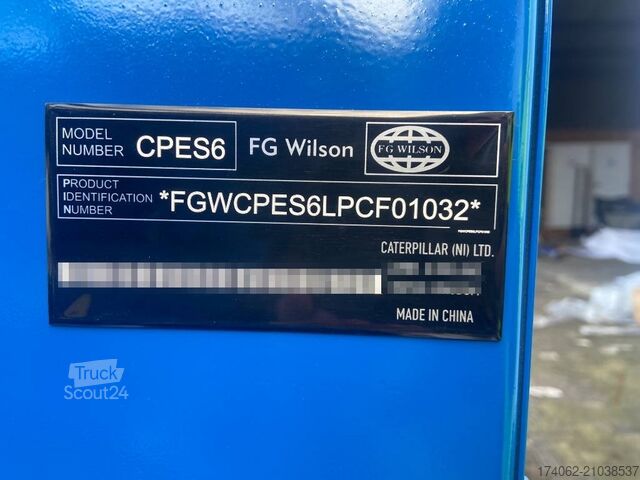 MODEL NUMBER CPES6 FG Wilson FG WILSON
PRODUCT IDENTIFICATION NUMBER *FGWCPES6LPCF01032*
CATERPILLAR (NI) LTD.
MADE IN CHINA
Truck
Scout24
174062-21038537